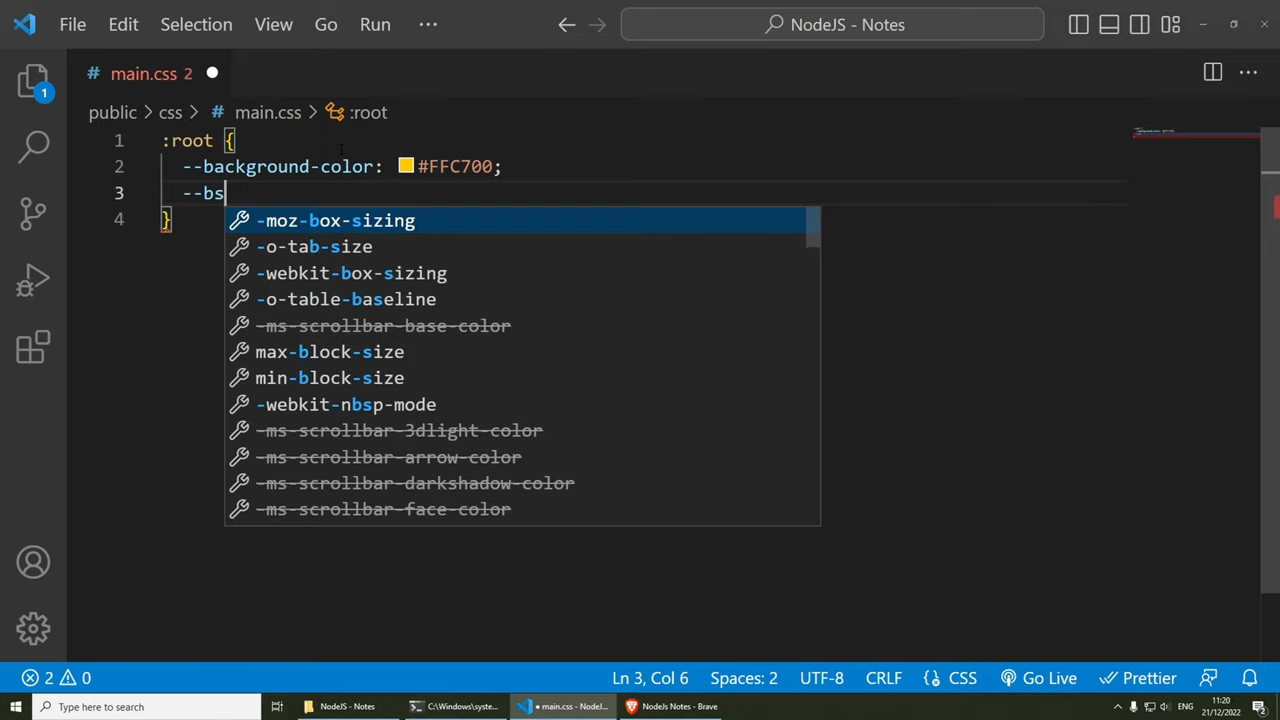 File Edit Selection View Go Run ··· NodeJS - Notes
# main.css 2
public > css > # main.css > :root
1 :root {
2 --background-color: #FFC700;
3 --bs
4 }
-moz-box-sizing
-o-tab-size
-webkit-box-sizing
-o-table-baseline
-ms-scrollbar-base-color
max-block-size
min-block-size
-webkit-nbsp-mode
-ms-scrollbar-3dlight-color
-ms-scrollbar-arrow-color
-ms-scrollbar-darkshadow-color
-ms-scrollbar-face-color
1
2 0 Ln 3, Col 6 Spaces: 2 UTF-8 CRLF {} CSS Go Live Prettier
Type here to search NodeJS - Notes C:\Windows\syste... main.css - NodeJ... NodeJs Notes - Brave 11:20
21/12/2022 2